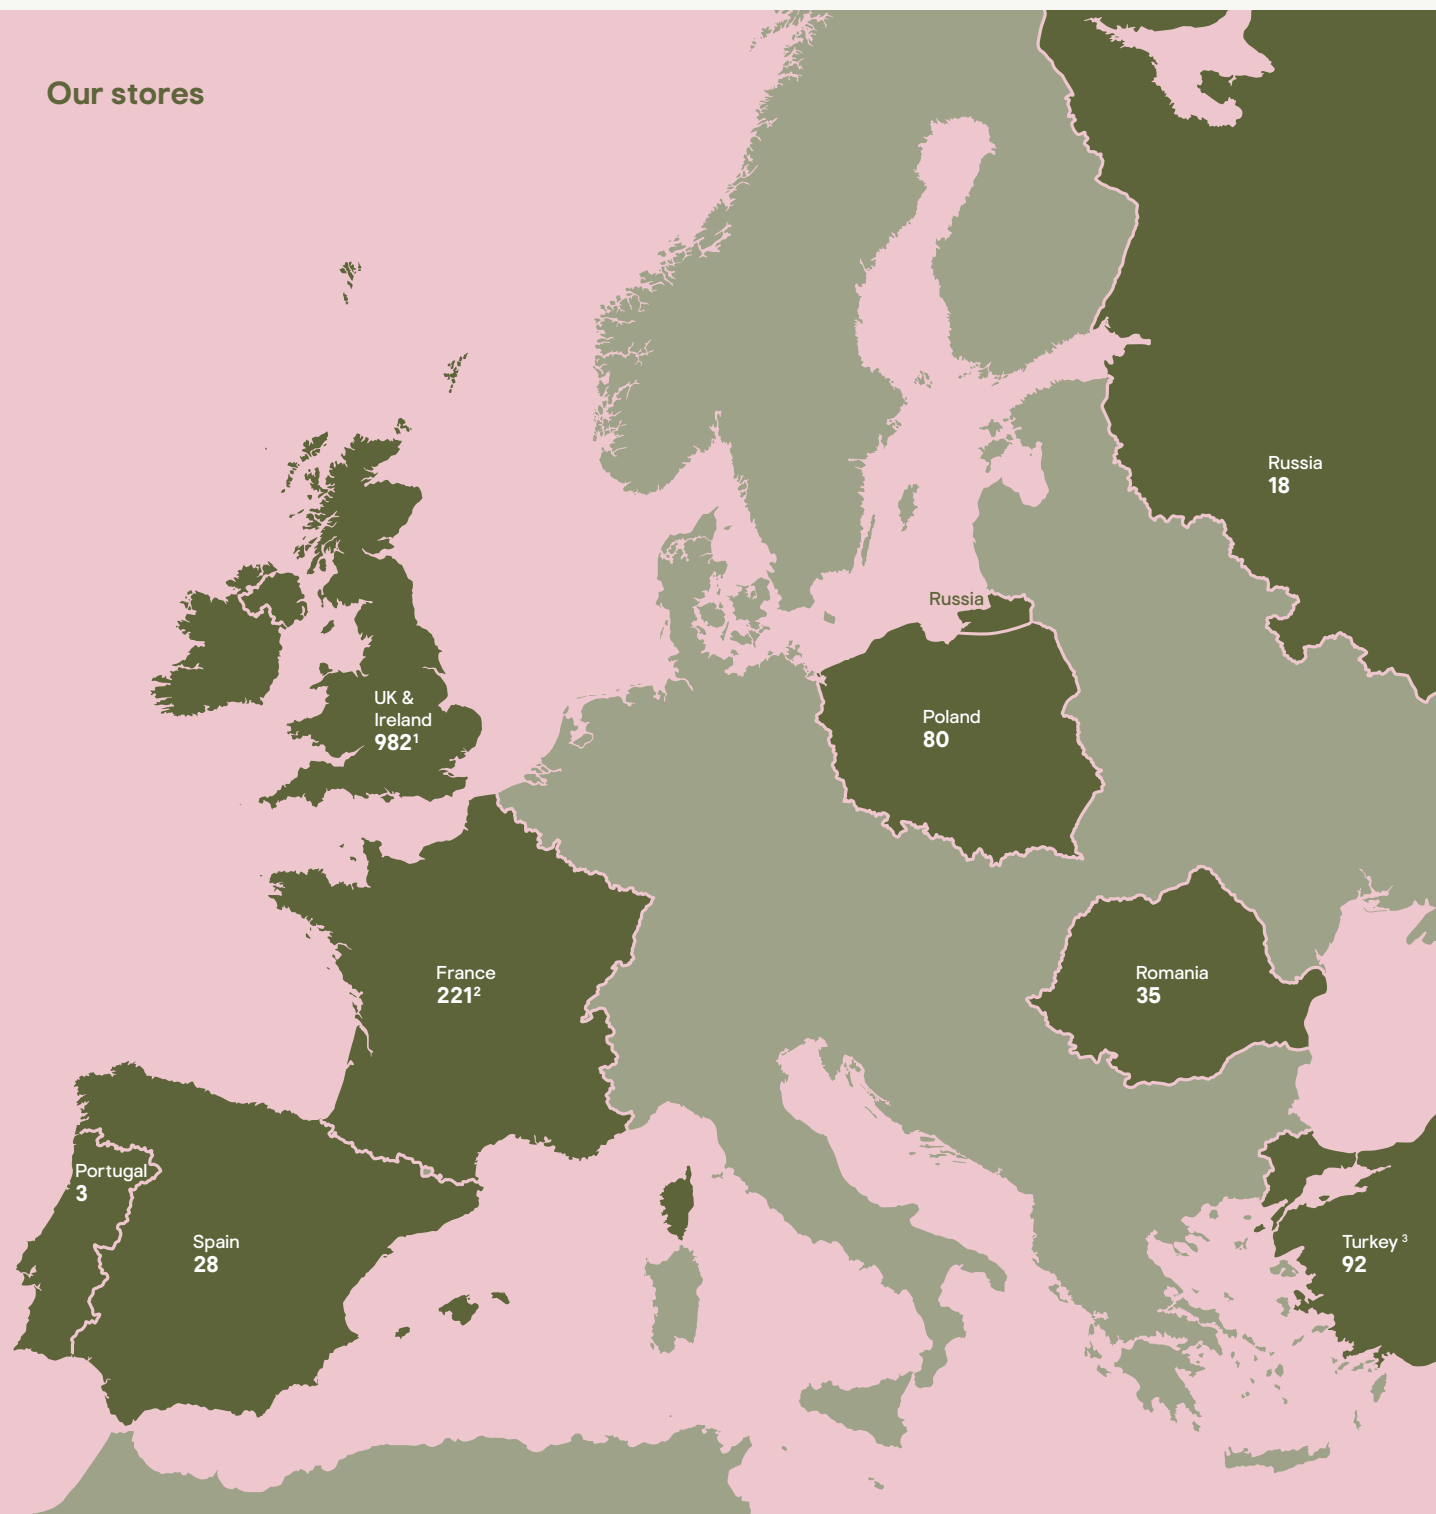 Our stores
Russia
18
Russia
UK &
Ireland
982¹
Poland
80
France
221²
Romania
35
Portugal
3
Spain
28
Turkey ³
92